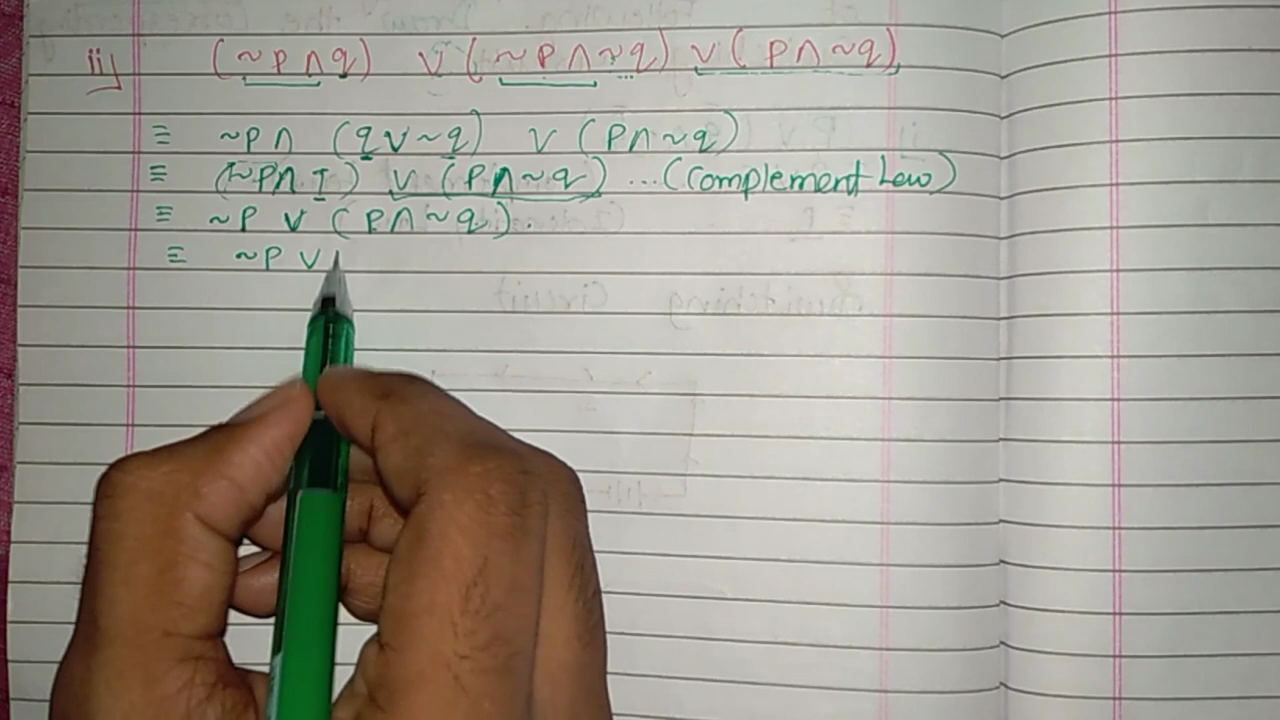 ii) (~p∧q) ∨ (~p∧~q) ∨ (p∧~q)
≡ ~p∧ (q∨~q) ∨ (p∧~q)
≡ (~p∧T) ∨ (p∧~q) ...(Complement Law)
≡ ~p ∨ (p∧~q).
≡ ~p ∨